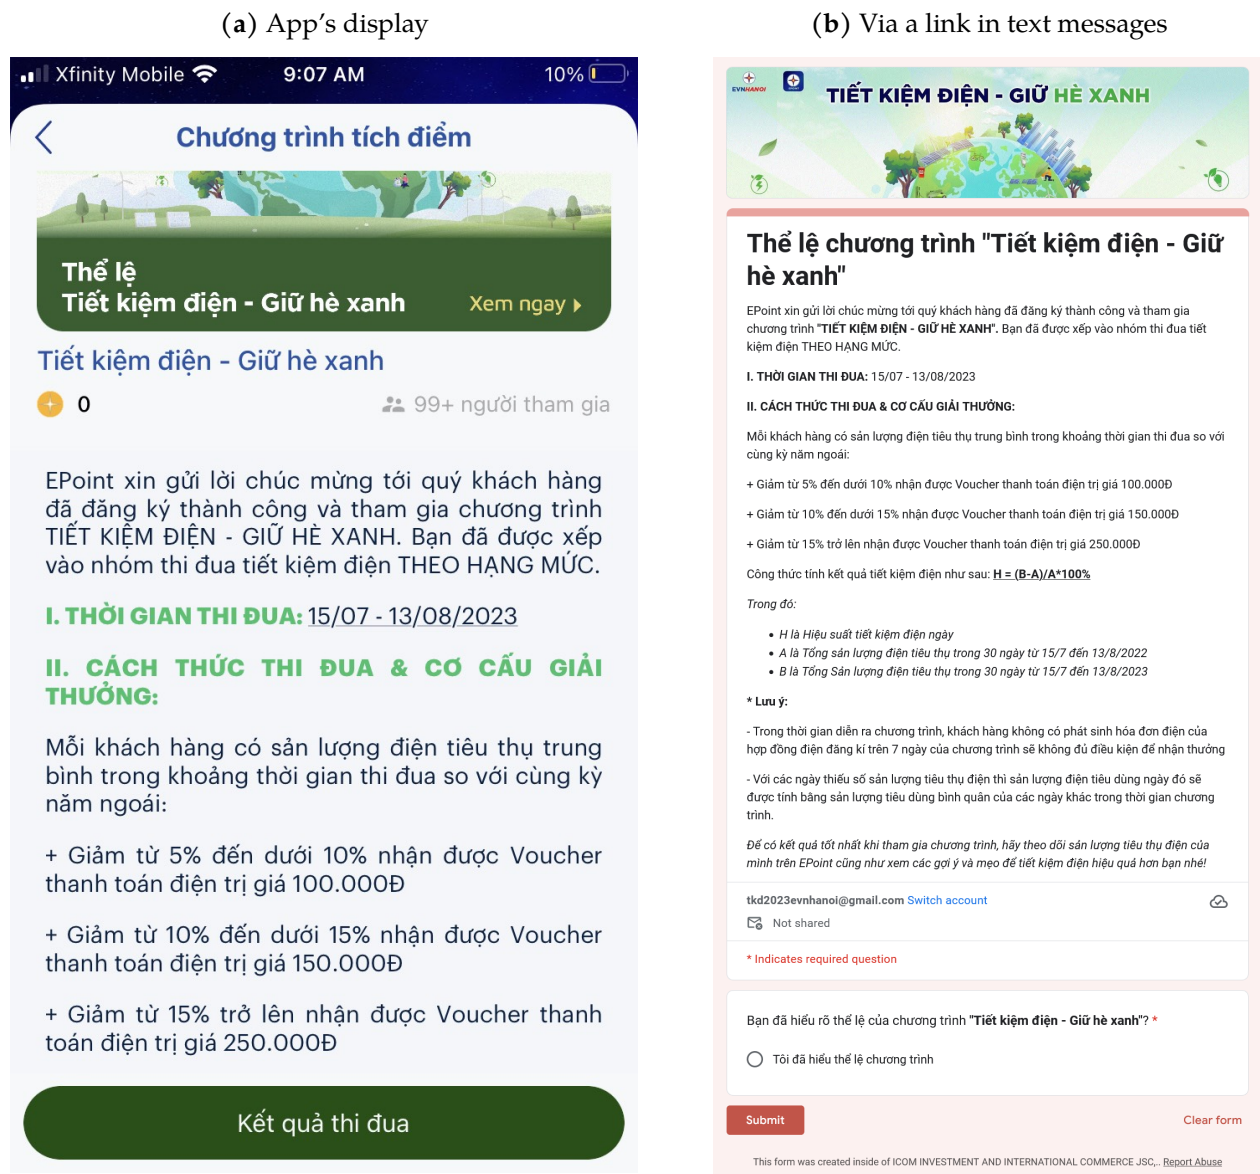 (a) App's display
Xfinity Mobile 9:07 AM 10%
Chương trình tích điểm
Thể lệ
Tiết kiệm điện - Giữ hè xanh Xem ngay
Tiết kiệm điện - Giữ hè xanh
0 99+ người tham gia
EPoint xin gửi lời chúc mừng tới quý khách hàng
đã đăng ký thành công và tham gia chương trình
TIẾT KIỆM ĐIỆN - GIỮ HÈ XANH. Bạn đã được xếp
vào nhóm thi đua tiết kiệm điện THEO HẠNG MỨC.
I. THỜI GIAN THI ĐUA: 15/07 - 13/08/2023
II. CÁCH THỨC THI ĐUA & CƠ CẤU GIẢI
THƯỞNG:
Mỗi khách hàng có sản lượng điện tiêu thụ trung
bình trong khoảng thời gian thi đua so với cùng kỳ
năm ngoái:
+ Giảm từ 5% đến dưới 10% nhận được Voucher
thanh toán điện trị giá 100.000Đ
+ Giảm từ 10% đến dưới 15% nhận được Voucher
thanh toán điện trị giá 150.000Đ
+ Giảm từ 15% trở lên nhận được Voucher thanh
toán điện trị giá 250.000Đ
Kết quả thi đua
(b) Via a link in text messages
EVNHANOI
TIẾT KIỆM ĐIỆN - GIỮ HÈ XANH
Thể lệ chương trình "Tiết kiệm điện - Giữ
hè xanh"
EPoint xin gửi lời chúc mừng tới quý khách hàng đã đăng ký thành công và tham gia
chương trình "TIẾT KIỆM ĐIỆN - GIỮ HÈ XANH". Bạn đã được xếp vào nhóm thi đua tiết
kiệm điện THEO HẠNG MỨC.
I. THỜI GIAN THI ĐUA: 15/07 - 13/08/2023
II. CÁCH THỨC THI ĐUA & CƠ CẤU GIẢI THƯỞNG:
Mỗi khách hàng có sản lượng điện tiêu thụ trung bình trong khoảng thời gian thi đua so với
cùng kỳ năm ngoái:
+ Giảm từ 5% đến dưới 10% nhận được Voucher thanh toán điện trị giá 100.000Đ
+ Giảm từ 10% đến dưới 15% nhận được Voucher thanh toán điện trị giá 150.000Đ
+ Giảm từ 15% trở lên nhận được Voucher thanh toán điện trị giá 250.000Đ
Công thức tính kết quả tiết kiệm điện như sau: H = (B-A)/A*100%
Trong đó:
• H là Hiệu suất tiết kiệm điện ngày
• A là Tổng sản lượng điện tiêu thụ trong 30 ngày từ 15/7 đến 13/8/2022
• B là Tổng Sản lượng điện tiêu thụ trong 30 ngày từ 15/7 đến 13/8/2023
* Lưu ý:
- Trong thời gian diễn ra chương trình, khách hàng không có phát sinh hóa đơn điện của
hợp đồng điện đăng kí trên 7 ngày của chương trình sẽ không đủ điều kiện để nhận thưởng
- Với các ngày thiếu số sản lượng tiêu thụ điện thì sản lượng điện tiêu dùng ngày đó sẽ
được tính bằng sản lượng tiêu dùng bình quân của các ngày khác trong thời gian chương
trình.
Để có kết quả tốt nhất khi tham gia chương trình, hãy theo dõi sản lượng tiêu thụ điện của
mình trên EPoint cũng như xem các gợi ý và mẹo để tiết kiệm điện hiệu quả hơn bạn nhé!
tkd2023evnhanoi@gmail.com Switch account
Not shared
* Indicates required question
Bạn đã hiểu rõ thể lệ của chương trình "Tiết kiệm điện - Giữ hè xanh"? *
Tôi đã hiểu thể lệ chương trình
Submit Clear form
This form was created inside of ICOM INVESTMENT AND INTERNATIONAL COMMERCE JSC,.. Report Abuse